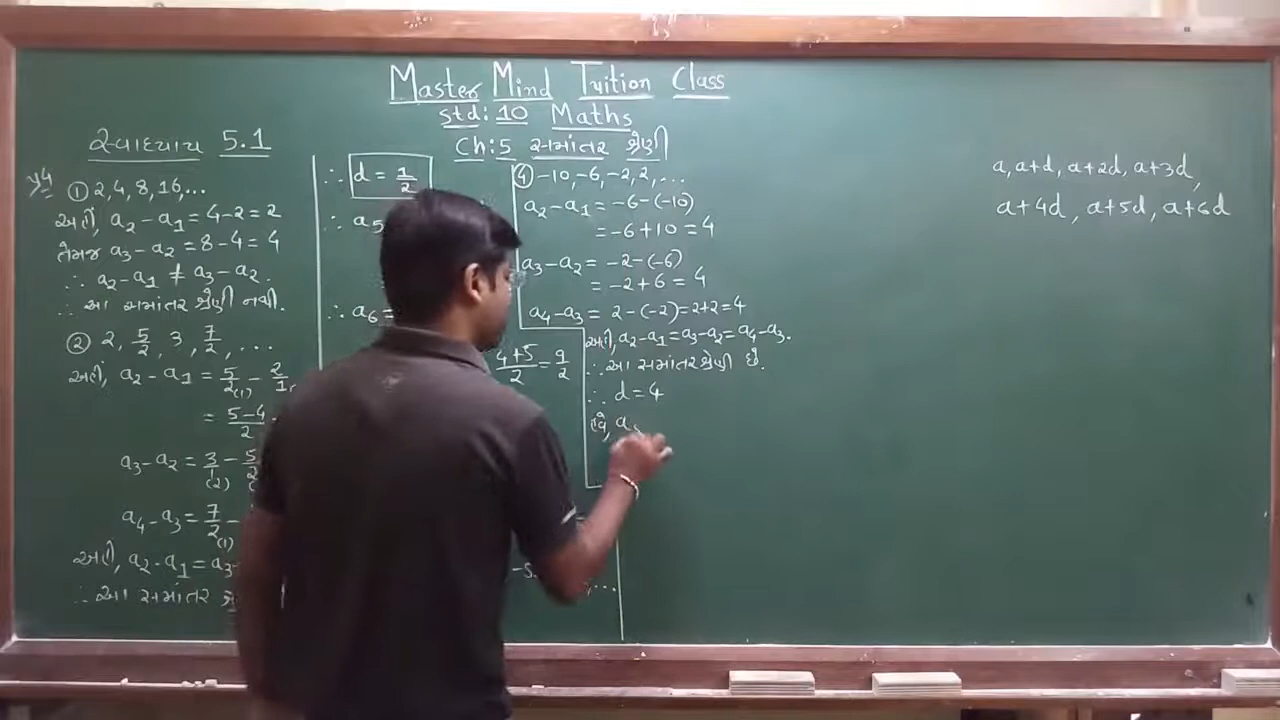 Master Mind Tuition Class
std: 10 Maths
Ch:5 સમાંતર શ્રેણી
સ્વાધ્યાય 5.1
① 2, 4, 8, 16, ...
અહીં, a₂ - a₁ = 4 - 2 = 2
તેમજ a₃ - a₂ = 8 - 4 = 4
∴ a₂ - a₁ ≠ a₃ - a₂.
∴ આ સમાંતર શ્રેણી નથી.
② 2, 5/2, 3, 7/2, ...
અહીં, a₂ - a₁ = 5/2 (1) - 2/1
= 5-4/2
a₃ - a₂ = 3/1 (2) - 5/2
a₄ - a₃ = 7/2 (1) -
અહીં, a₂ - a₁ = a₃
∴ આ સમાંતર
∴ d = 1/2
∴ a₅
∴ a₆ =
4+5/2 = 9/2
④ -10, -6, -2, 2, ...
a₂ - a₁ = -6 - (-10)
= -6 + 10 = 4
a₃ - a₂ = -2 - (-6)
= -2 + 6 = 4
a₄ - a₃ = 2 - (-2) = 2 + 2 = 4
અહીં, a₂ - a₁ = a₃ - a₂ = a₄ - a₃.
∴ આ સમાંતર શ્રેણી છે.
∴ d = 4
હવે, a₅
a, a+d, a+2d, a+3d,
a+4d, a+5d, a+6d